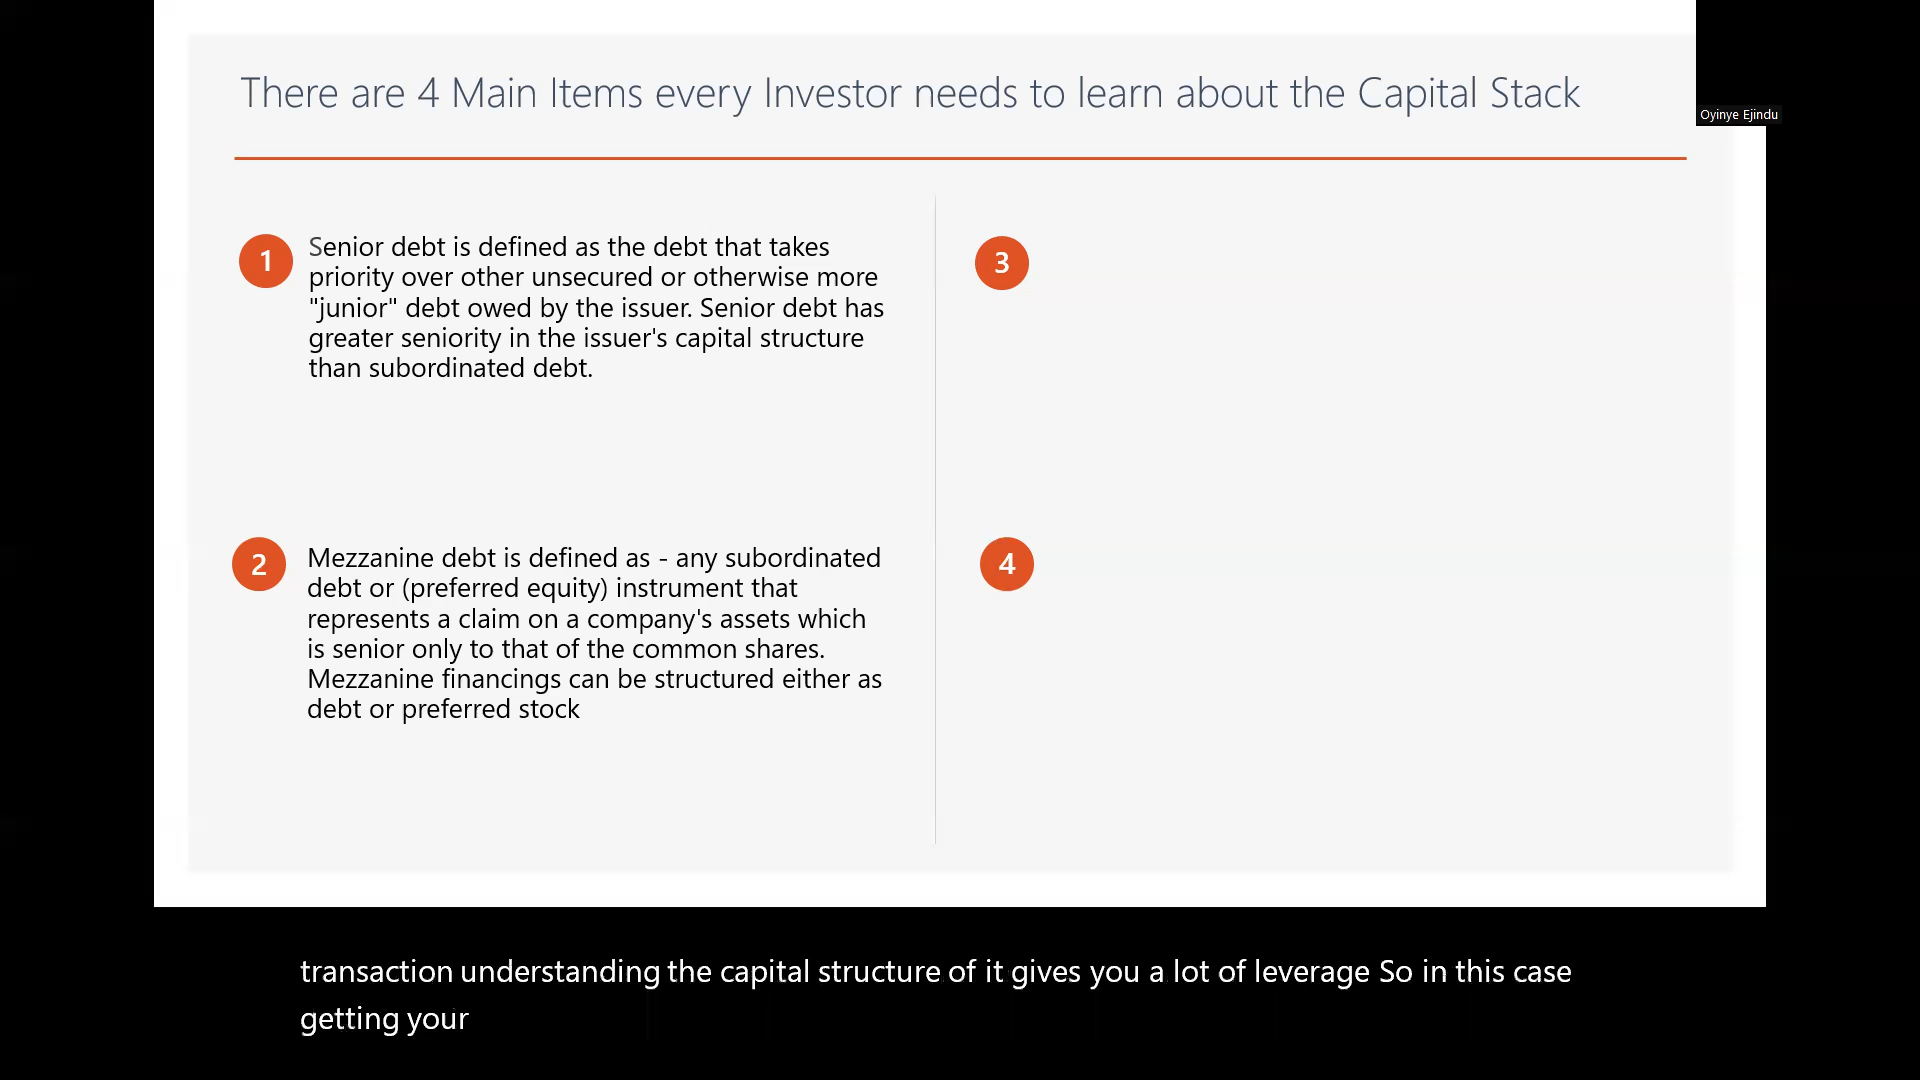 There are 4 Main Items every Investor needs to learn about the Capital Stack
Oyinye Ejindu
1
Senior debt is defined as the debt that takes
priority over other unsecured or otherwise more
"junior" debt owed by the issuer. Senior debt has
greater seniority in the issuer's capital structure
than subordinated debt.
2
Mezzanine debt is defined as - any subordinated
debt or (preferred equity) instrument that
represents a claim on a company's assets which
is senior only to that of the common shares.
Mezzanine financings can be structured either as
debt or preferred stock
3
4
transaction understanding the capital structure of it gives you a lot of leverage So in this case
getting your